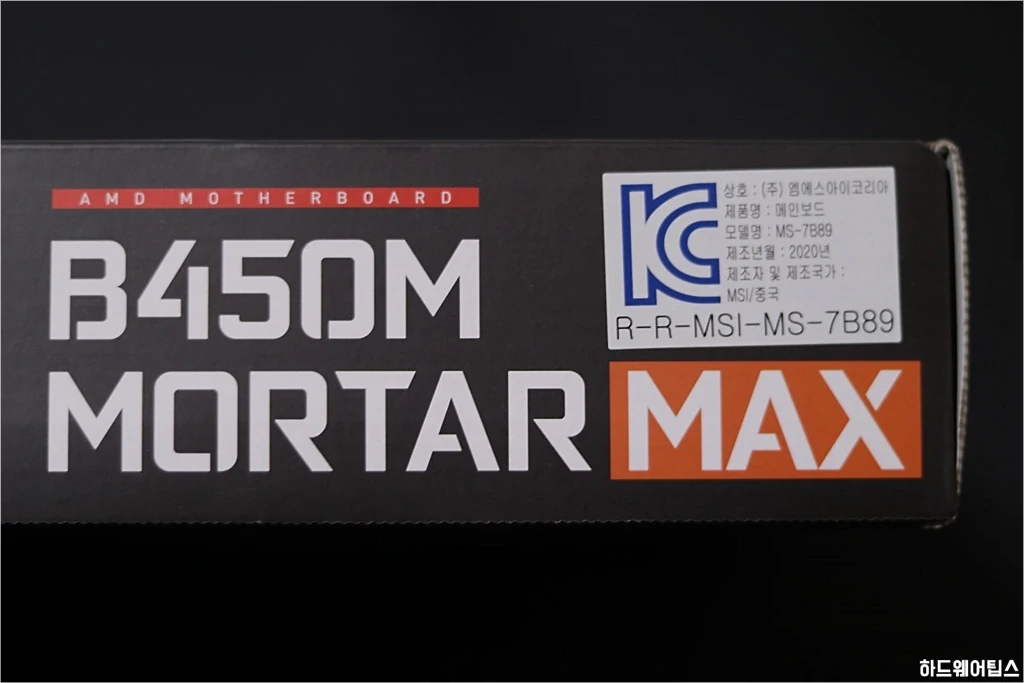 AMD MOTHERBOARD
B450M
MORTAR MAX
KC
상호 : (주) 엠에스아이코리아
제품명 : 메인보드
모델명 : MS-7B89
제조년월 : 2020년
제조자 및 제조국가 :
MSI/중국
R-R-MSI-MS-7B89
하드웨어팁스